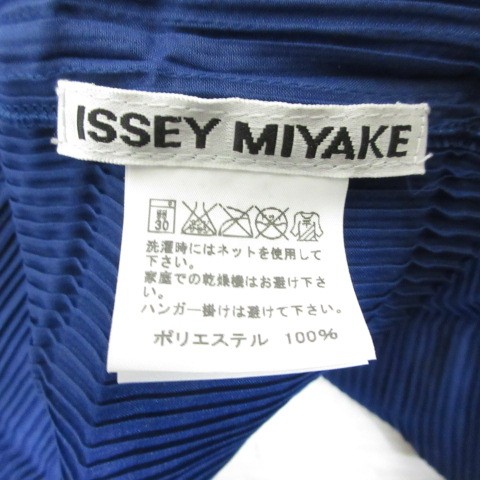 ISSEY MIYAKE
弱 30
洗濯時にはネットを使用して
下さい。
家庭での乾燥機はお避け下さ
い。
ハンガー掛けは避けて下さい。
ポリエステル 100%